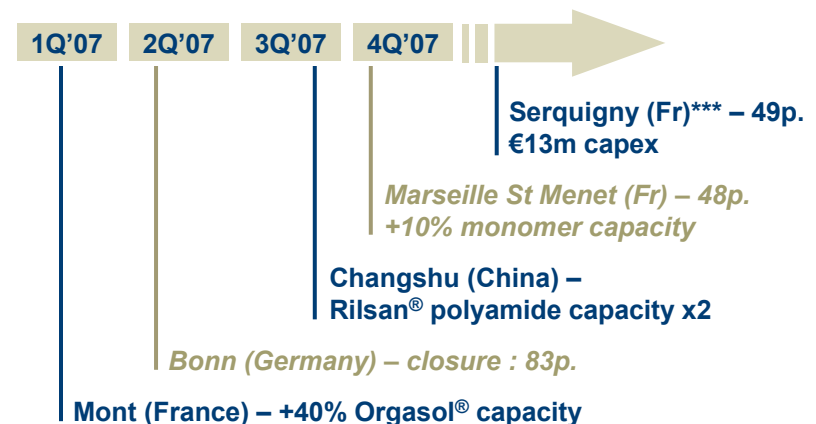 1Q’07 2Q’07 3Q’07 4Q’07
Serquigny (Fr)*** – 49p.
€13m capex
Marseille St Menet (Fr) – 48p.
+10% monomer capacity
Changshu (China) –
Rilsan® polyamide capacity x2
Bonn (Germany) – closure : 83p.
Mont (France) – +40% Orgasol® capacity